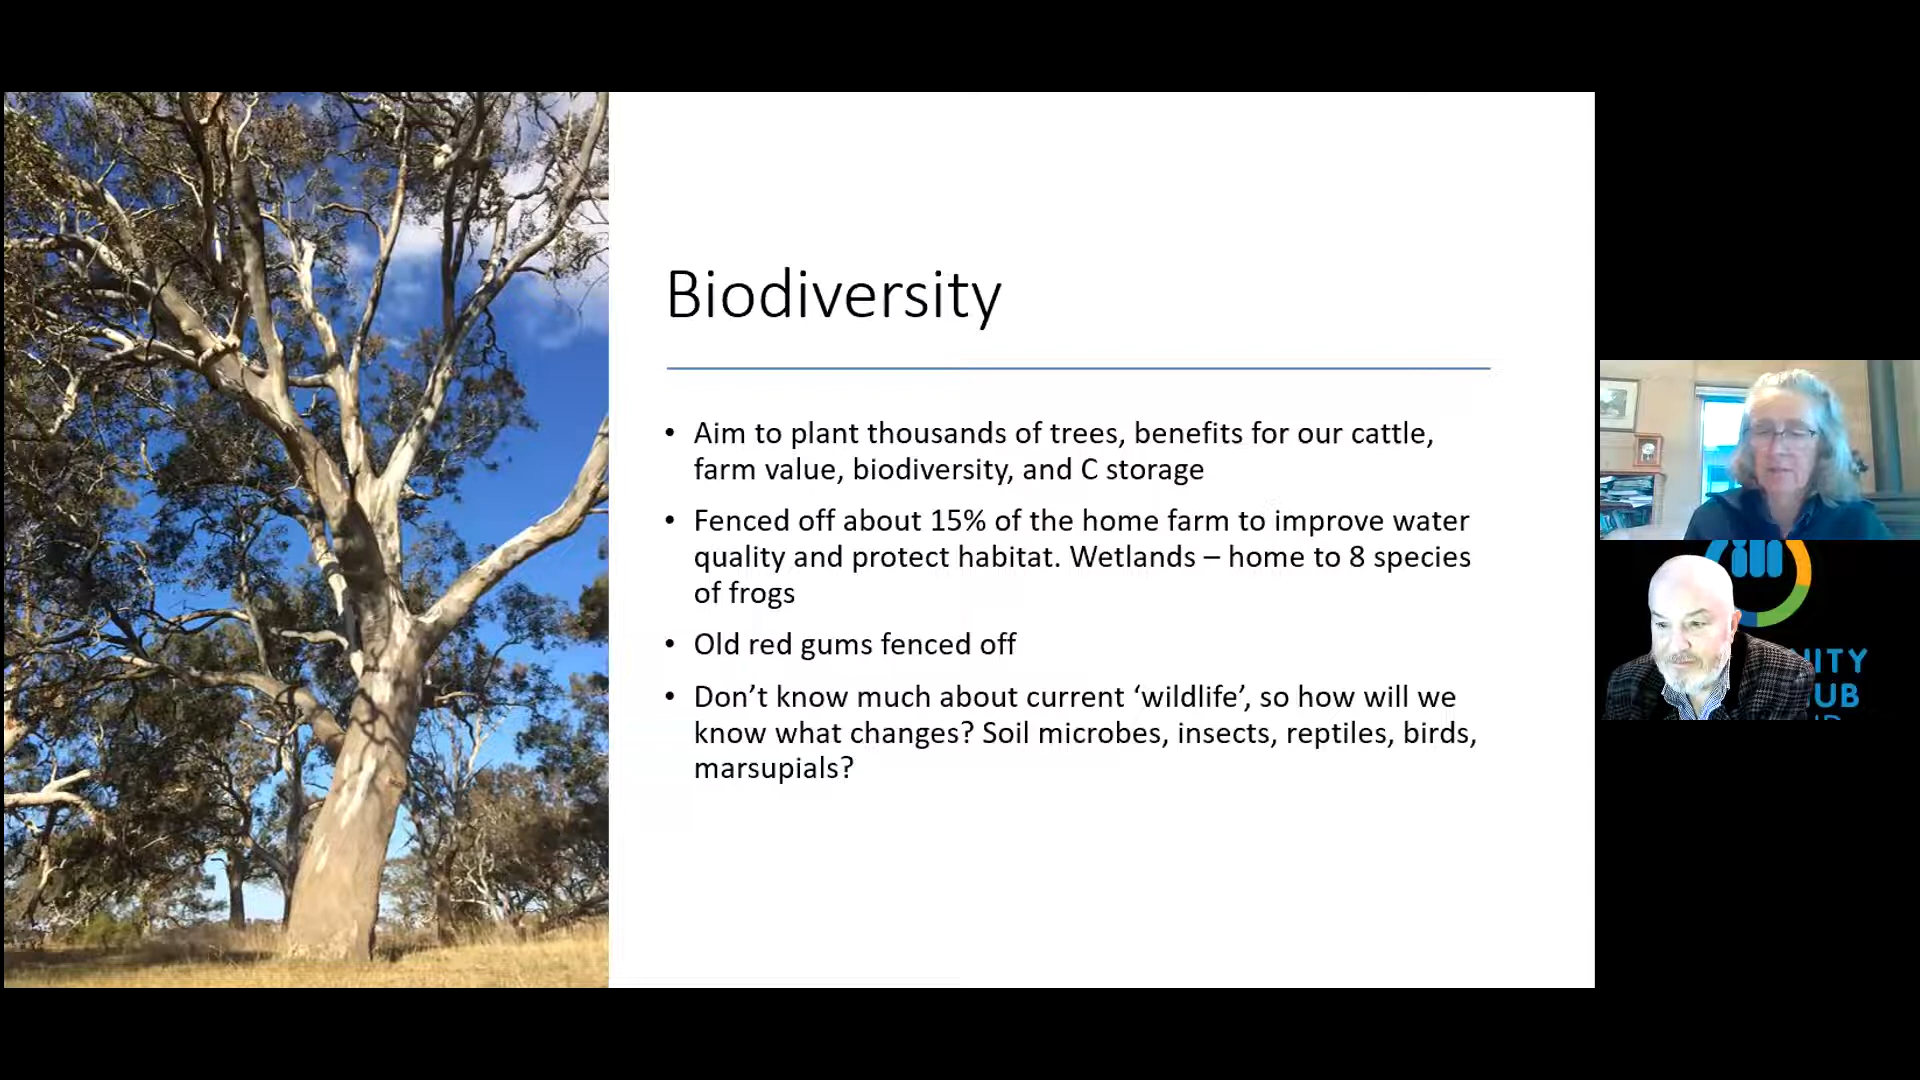 Biodiversity
• Aim to plant thousands of trees, benefits for our cattle,
farm value, biodiversity, and C storage
• Fenced off about 15% of the home farm to improve water
quality and protect habitat. Wetlands – home to 8 species
of frogs
• Old red gums fenced off
• Don’t know much about current ‘wildlife’, so how will we
know what changes? Soil microbes, insects, reptiles, birds,
marsupials?
NITY
UB